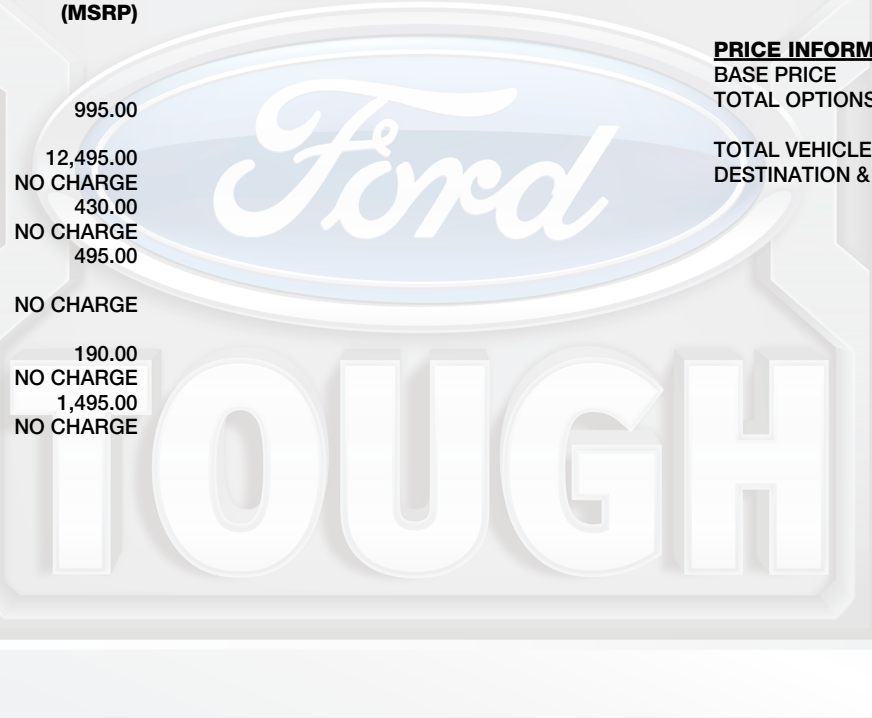 (MSRP)
995.00
12,495.00
NO CHARGE
430.00
NO CHARGE
495.00
NO CHARGE
190.00
NO CHARGE
1,495.00
NO CHARGE
PRICE INFORM
BASE PRICE
TOTAL OPTIONS
TOTAL VEHICLE
DESTINATION &
Ford
TOUGH